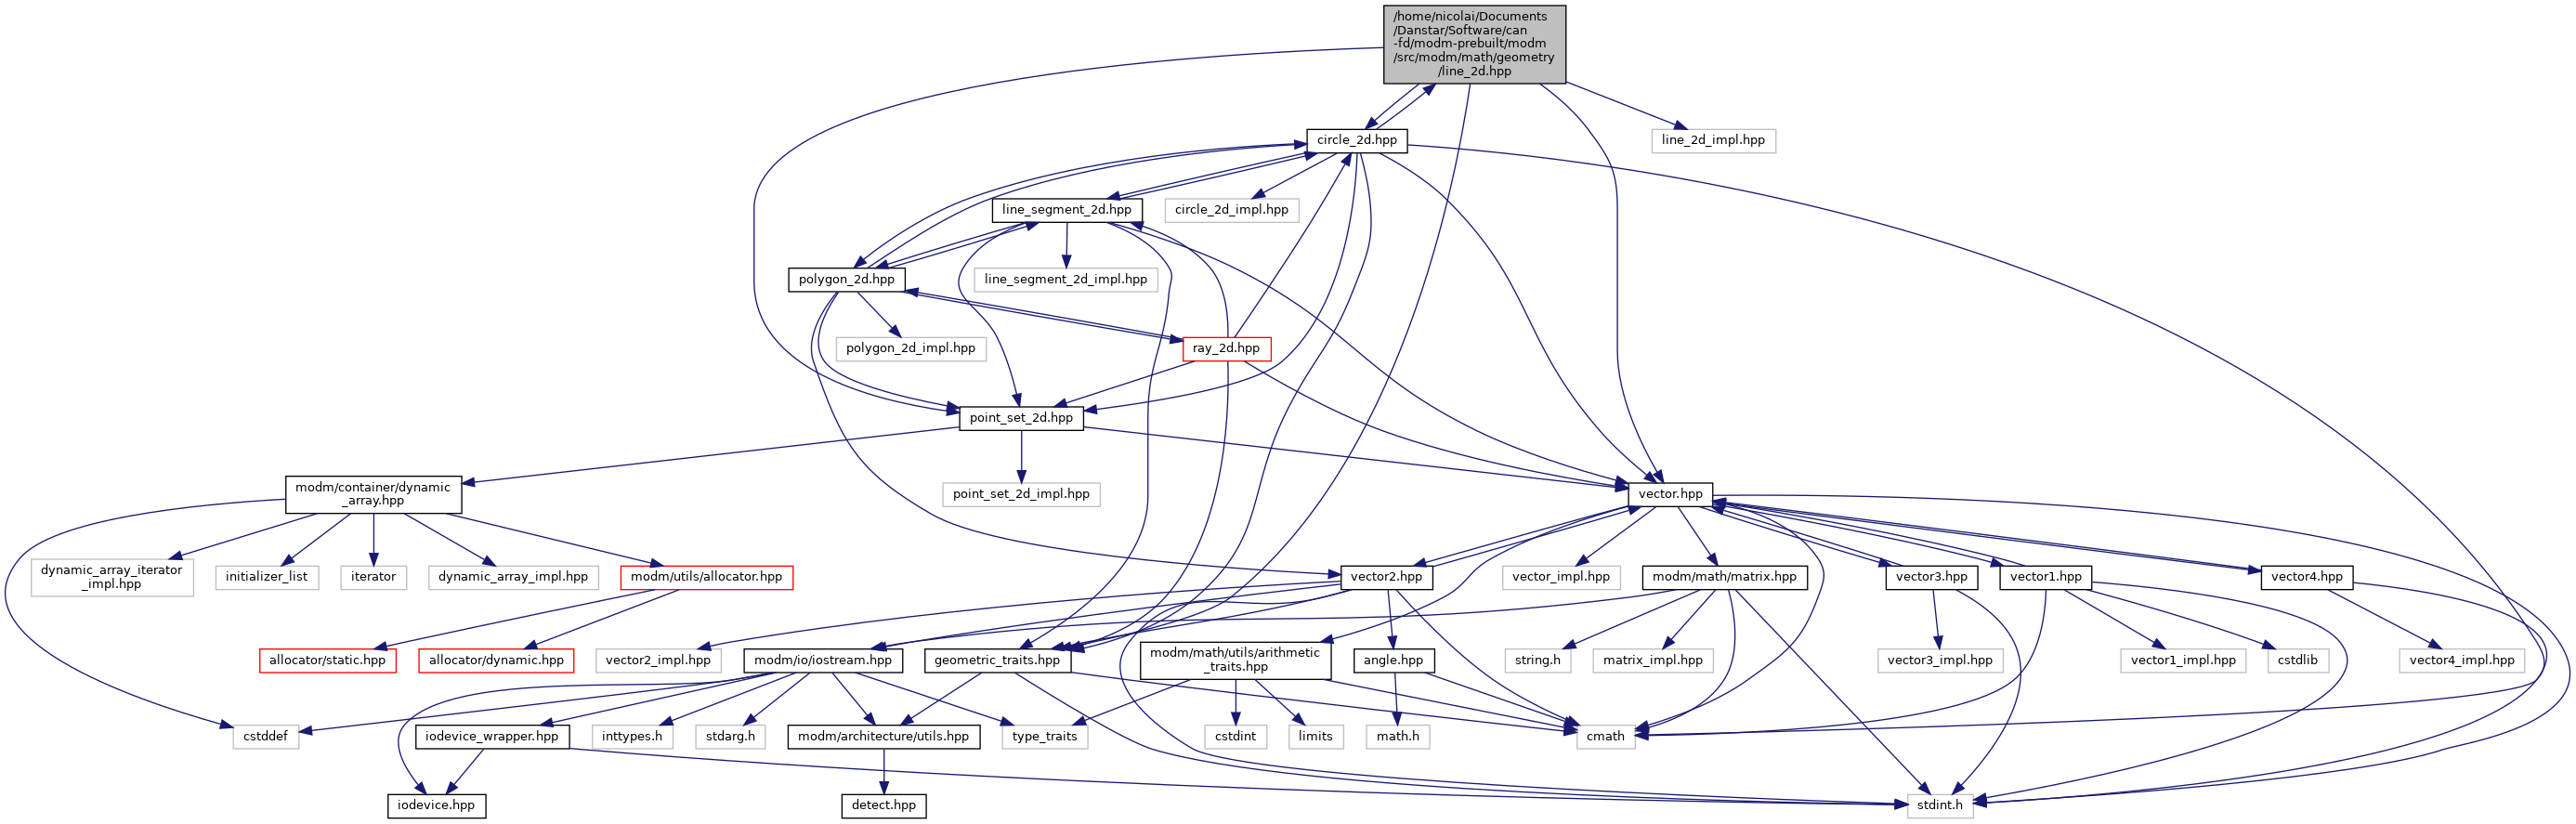 /home/nicolai/Documents
/Danstar/Software/can
-fd/modm-prebuilt/modm
/src/modm/math/geometry
/line_2d.hpp
circle_2d.hpp
line_2d_impl.hpp
line_segment_2d.hpp
circle_2d_impl.hpp
polygon_2d.hpp
line_segment_2d_impl.hpp
polygon_2d_impl.hpp
ray_2d.hpp
point_set_2d.hpp
modm/container/dynamic
_array.hpp
point_set_2d_impl.hpp
vector.hpp
dynamic_array_iterator
_impl.hpp
initializer_list
iterator
dynamic_array_impl.hpp
modm/utils/allocator.hpp
vector2.hpp
vector_impl.hpp
modm/math/matrix.hpp
vector3.hpp
vector1.hpp
vector4.hpp
allocator/static.hpp
allocator/dynamic.hpp
vector2_impl.hpp
modm/io/iostream.hpp
geometric_traits.hpp
modm/math/utils/arithmetic
_traits.hpp
angle.hpp
string.h
matrix_impl.hpp
vector3_impl.hpp
vector1_impl.hpp
cstdlib
vector4_impl.hpp
cstddef
iodevice_wrapper.hpp
inttypes.h
stdarg.h
modm/architecture/utils.hpp
type_traits
cstdint
limits
math.h
cmath
iodevice.hpp
detect.hpp
stdint.h